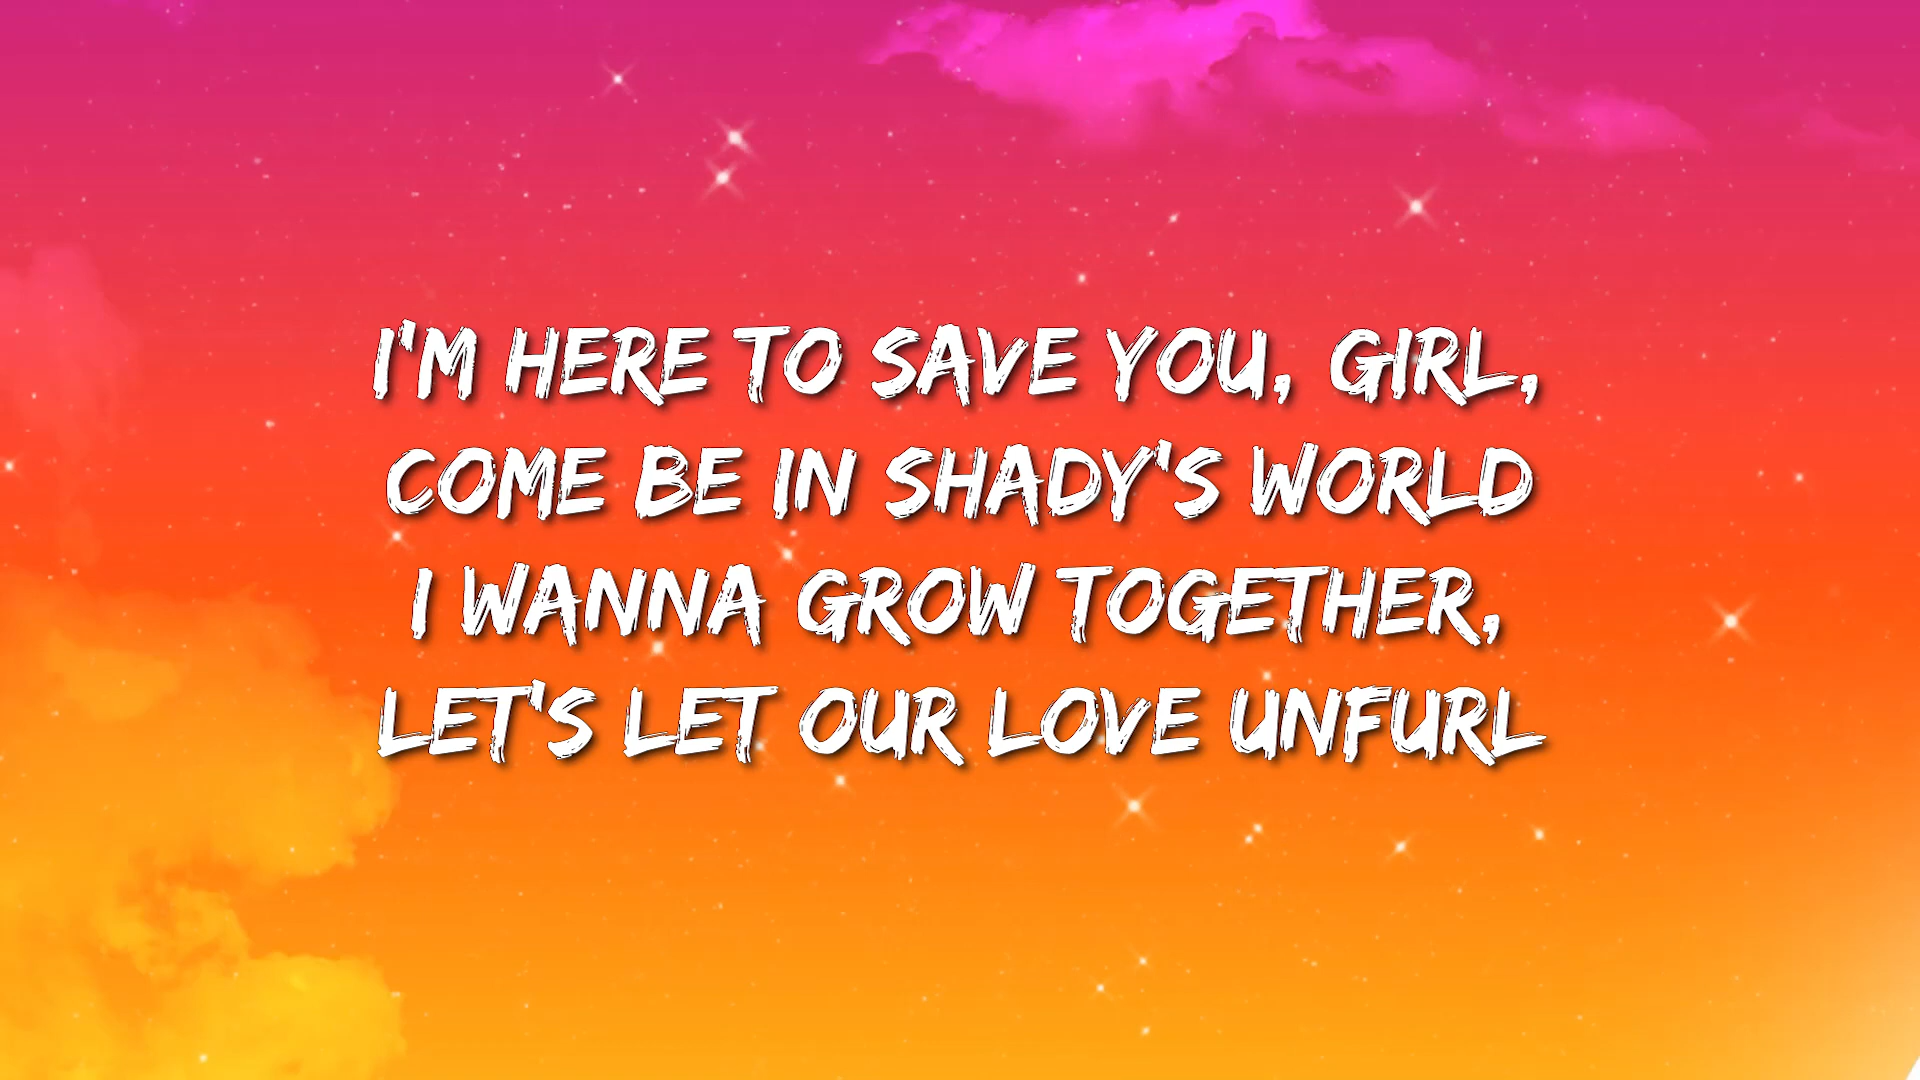 I'M HERE TO SAVE YOU, GIRL,
COME BE IN SHADY'S WORLD
I WANNA GROW TOGETHER,
LET'S LET OUR LOVE UNFURL